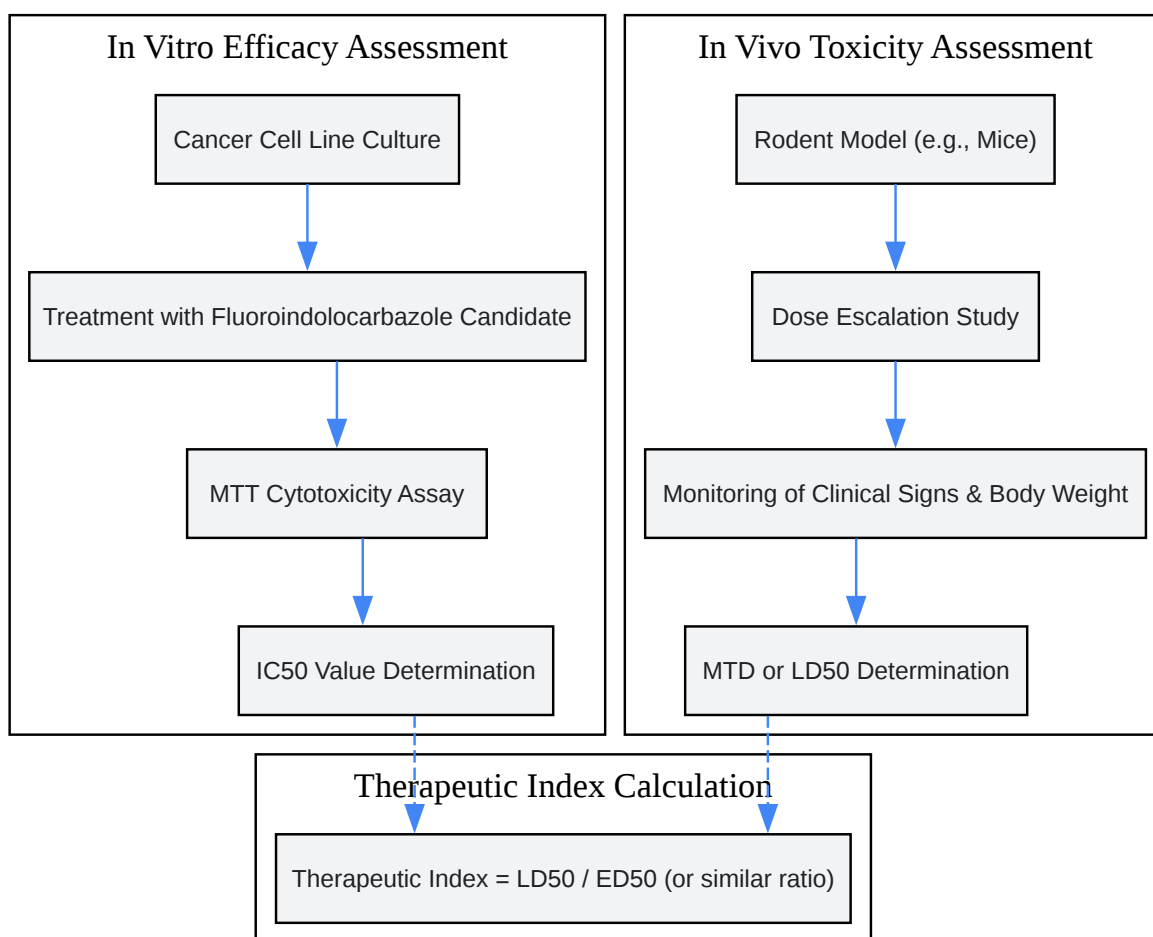 In Vitro Efficacy Assessment
Cancer Cell Line Culture
Treatment with Fluoroindolocarbazole Candidate
MTT Cytotoxicity Assay
IC50 Value Determination
In Vivo Toxicity Assessment
Rodent Model (e.g., Mice)
Dose Escalation Study
Monitoring of Clinical Signs & Body Weight
MTD or LD50 Determination
Therapeutic Index Calculation
Therapeutic Index = LD50 / ED50 (or similar ratio)